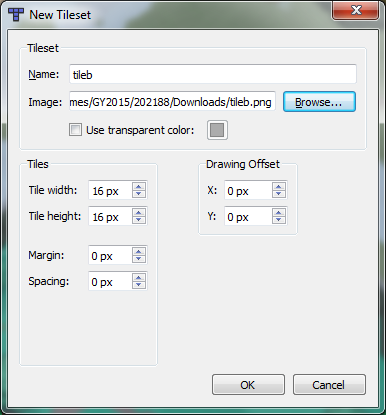 New Tileset
Tileset
Name: tileb
Image: mes/GY2015/202188/Downloads/tileb.png Browse...
Use transparent color:
Tiles Drawing Offset
Tile width: 16 px X: 0 px
Tile height: 16 px Y: 0 px
Margin: 0 px
Spacing: 0 px
OK Cancel